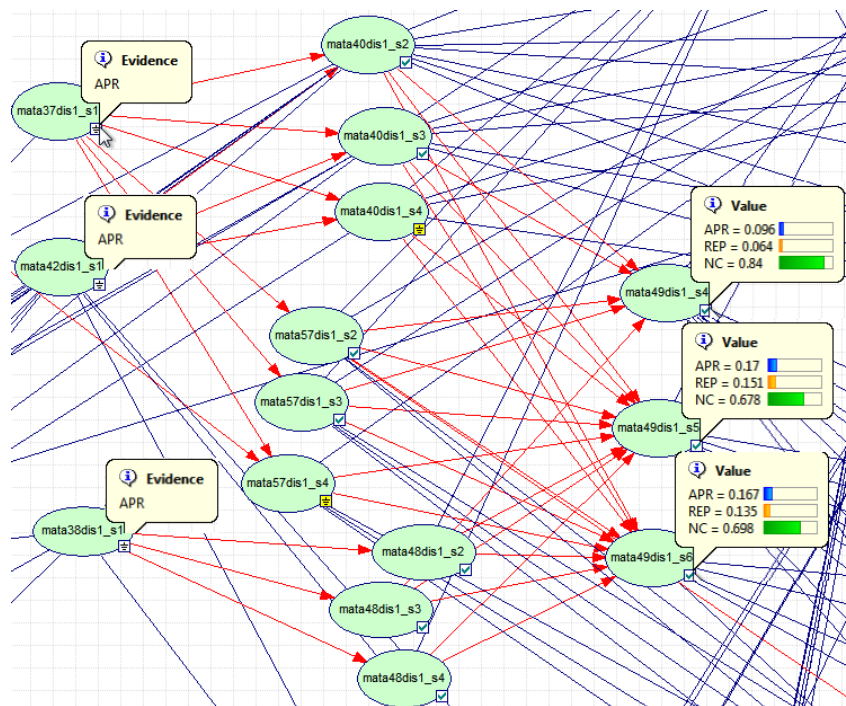 mata40dis1_s2
Evidence
APR
mata37dis1_s1
mata40dis1_s3
mata40dis1_s4
Evidence
APR
mata42dis1_s1
Value
APR = 0.096
REP = 0.064
NC = 0.84
mata49dis1_s4
mata57dis1_s2
Value
APR = 0.17
REP = 0.151
NC = 0.678
mata57dis1_s3
mata49dis1_s5
Evidence
APR
mata57dis1_s4
Value
APR = 0.167
REP = 0.135
NC = 0.698
mata38dis1_s1
mata48dis1_s2
mata49dis1_s6
mata48dis1_s3
mata48dis1_s4